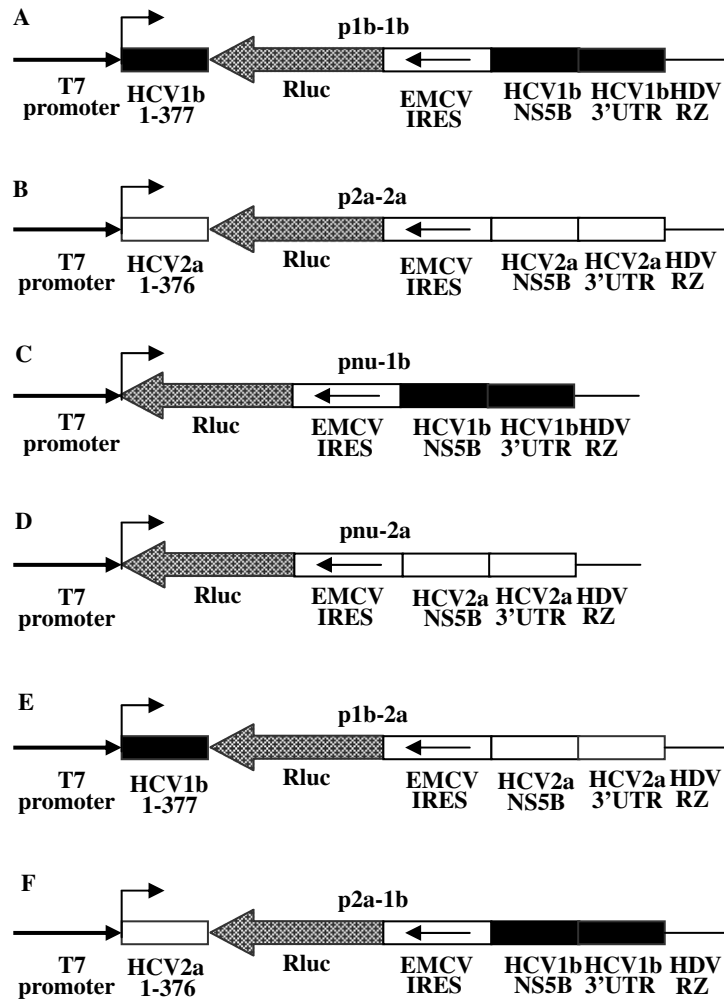 A
p1b-1b
T7 promoter
HCV1b 1-377
Rluc
EMCV IRES
HCV1b NS5B
HCV1b 3’UTR
HDV RZ
B
p2a-2a
T7 promoter
HCV2a 1-376
Rluc
EMCV IRES
HCV2a NS5B
HCV2a 3’UTR
HDV RZ
C
pnu-1b
T7 promoter
Rluc
EMCV IRES
HCV1b NS5B
HCV1b 3’UTR
HDV RZ
D
pnu-2a
T7 promoter
Rluc
EMCV IRES
HCV2a NS5B
HCV2a 3’UTR
HDV RZ
E
p1b-2a
T7 promoter
HCV1b 1-377
Rluc
EMCV IRES
HCV2a NS5B
HCV2a 3’UTR
HDV RZ
F
p2a-1b
T7 promoter
HCV2a 1-376
Rluc
EMCV IRES
HCV1b NS5B
HCV1b 3’UTR
HDV RZ